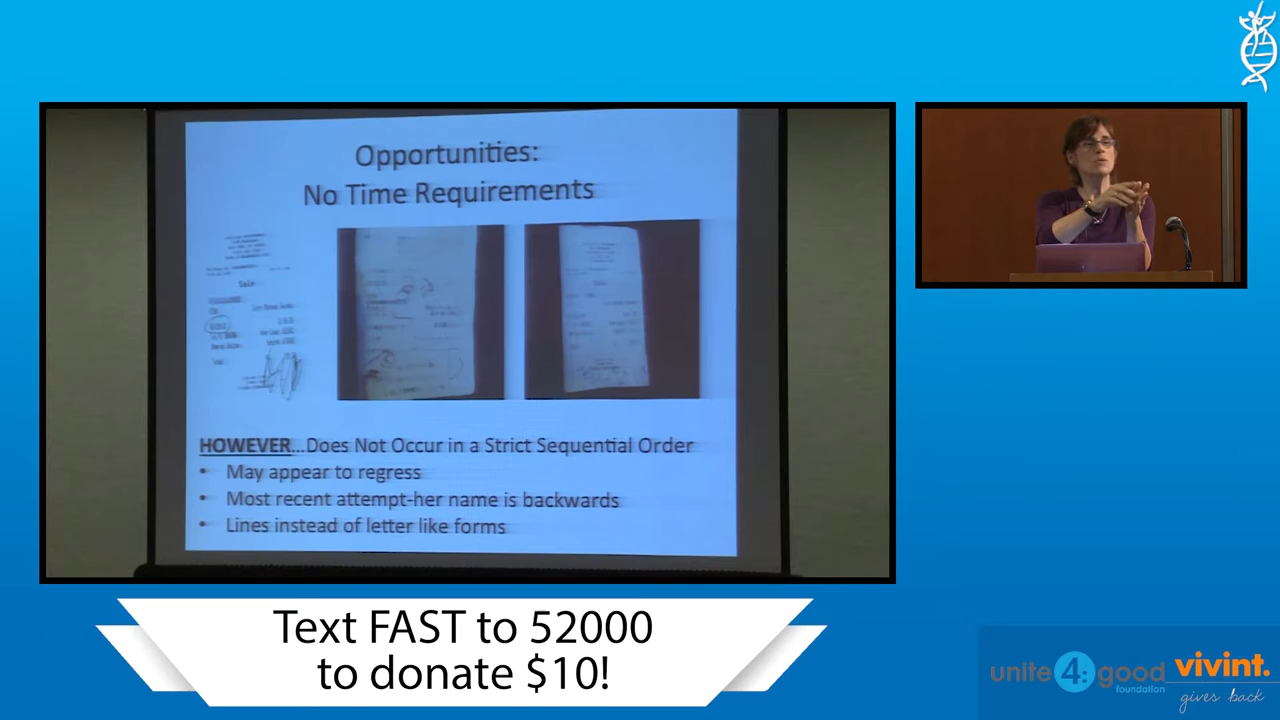 Opportunities:
No Time Requirements
Sale
HOWEVER...Does Not Occur in a Strict Sequential Order
• May appear to regress
• Most recent attempt-her name is backwards
• Lines instead of letter like forms
Text FAST to 52000
to donate $10!
unite 4: good
foundation
vivint.
gives back